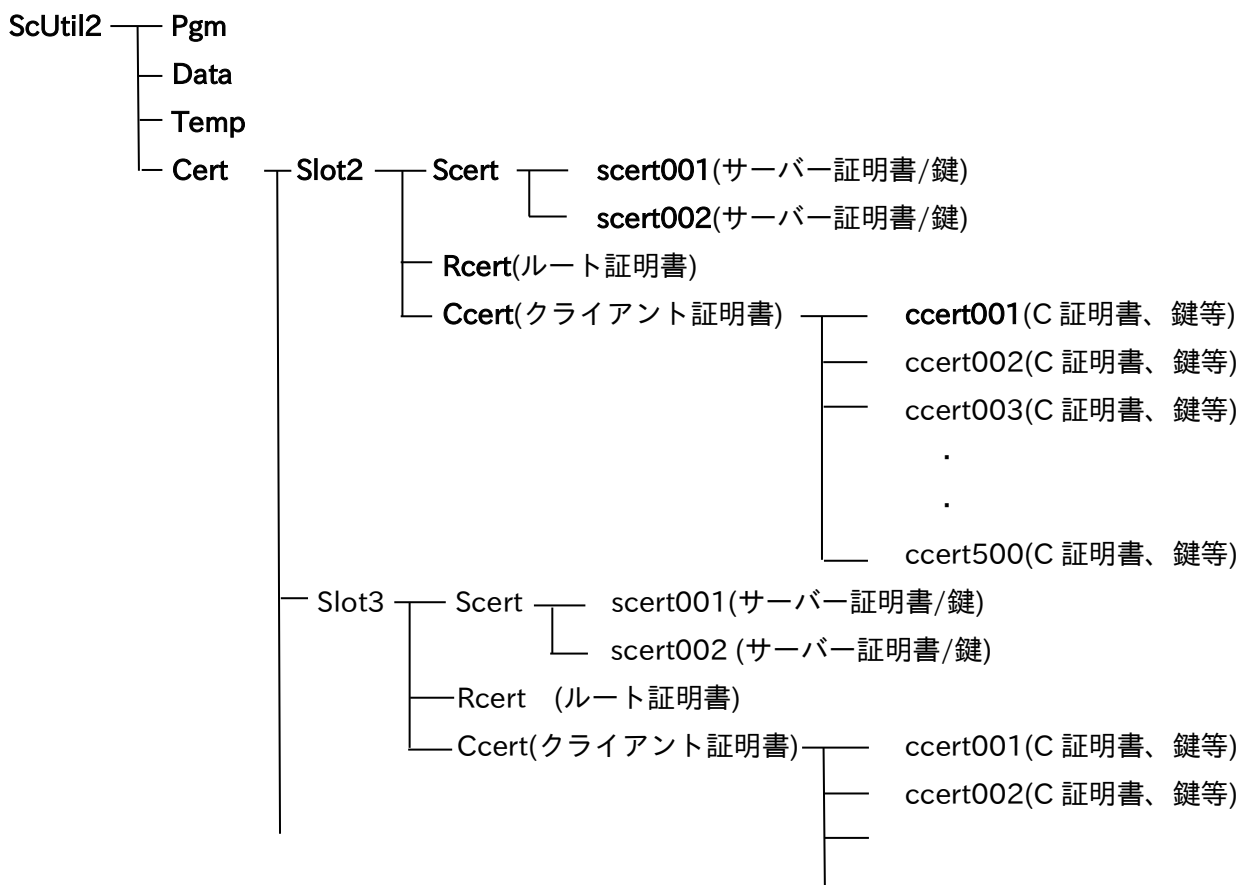 ScUtil2 Pgm
Data
Temp
Cert Slot2 Scert scert001(サーバー証明書/鍵)
scert002(サーバー証明書/鍵)
Rcert(ルート証明書)
Ccert(クライアント証明書) ccert001(C 証明書、鍵等)
ccert002(C 証明書、鍵等)
ccert003(C 証明書、鍵等)
・
・
ccert500(C 証明書、鍵等)
Slot3 Scert scert001(サーバー証明書/鍵)
scert002 (サーバー証明書/鍵)
Rcert (ルート証明書)
Ccert(クライアント証明書) ccert001(C 証明書、鍵等)
ccert002(C 証明書、鍵等)